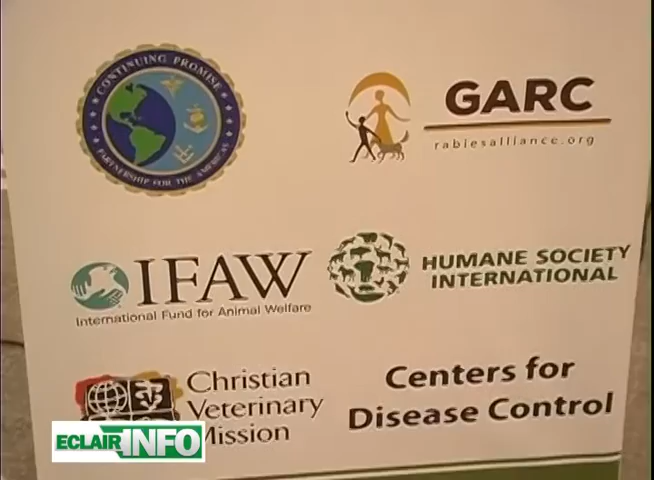 CONTINUING PROMISE
PARTNERSHIP FOR THE AMERICAS
GARC
rabiesalliance.org
IFAW
International Fund for Animal Welfare
HUMANE SOCIETY
INTERNATIONAL
Christian
Veterinary
Mission
Centers for
Disease Control
ECLAIR INFO